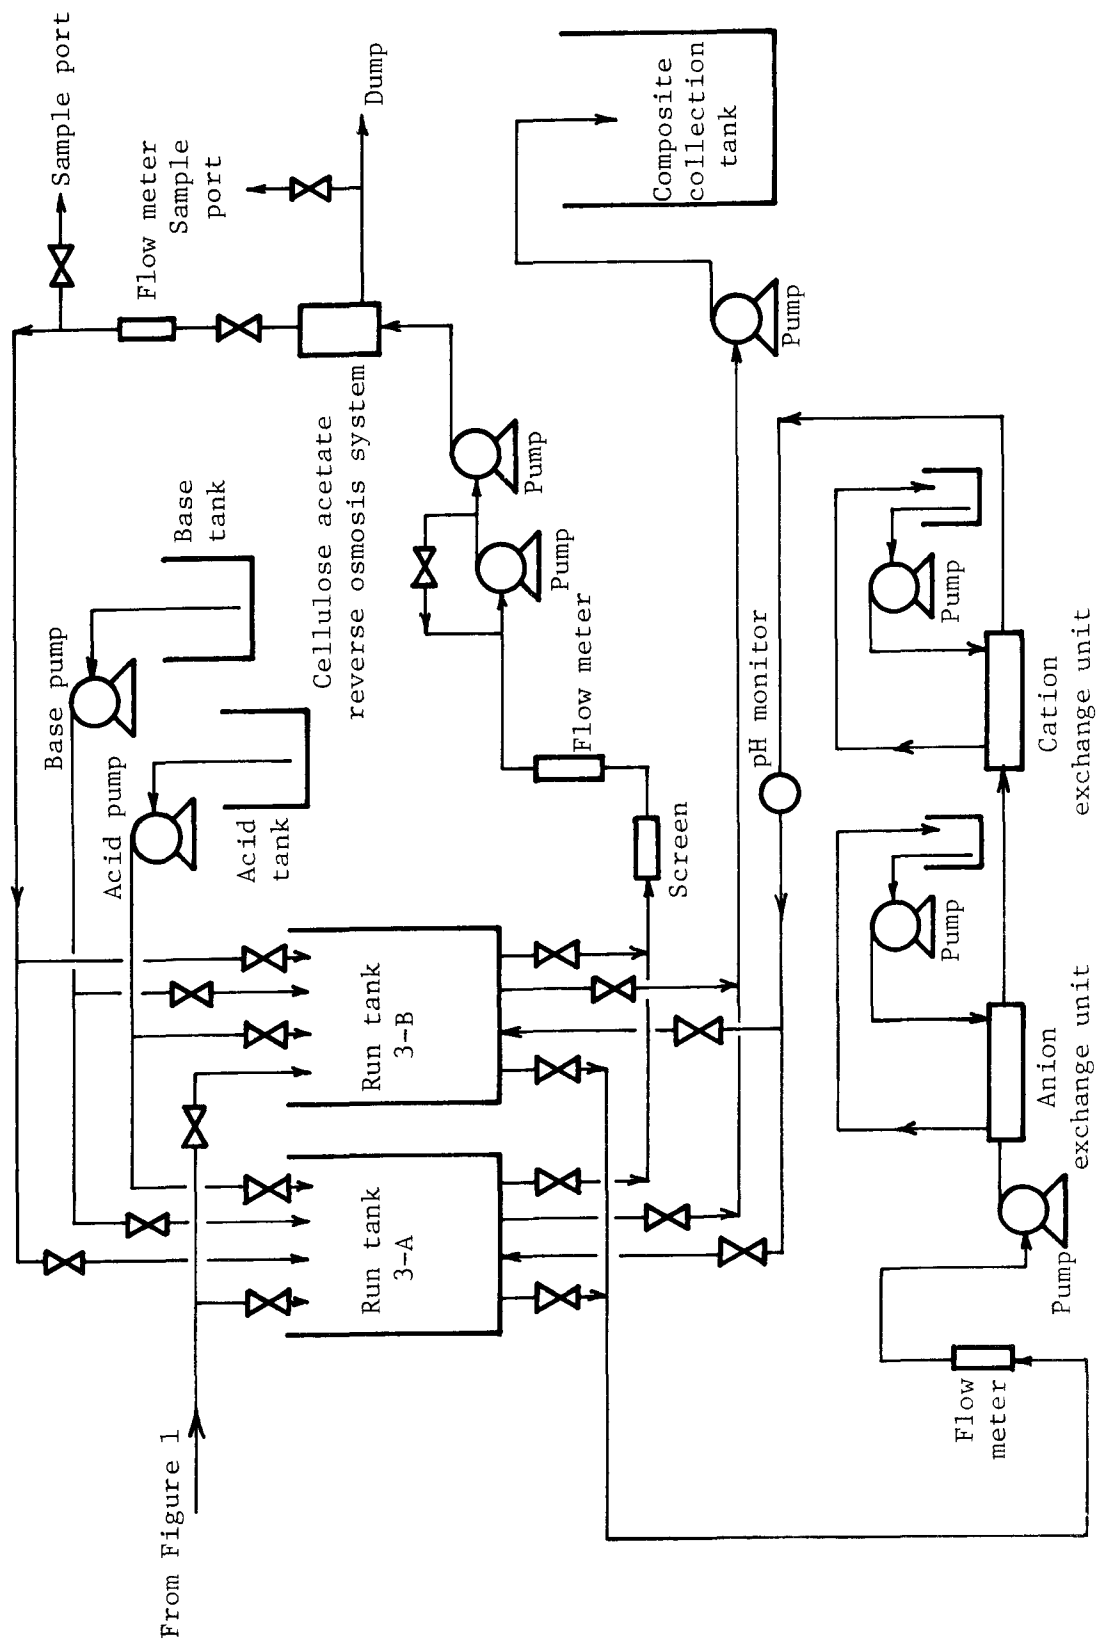 From Figure 1
Acid pump
Base pump
Acid
tank
Base
tank
Flow meter
Sample port
Sample
port
Dump
Cellulose acetate
reverse osmosis system
Run tank
3-A
Run tank
3-B
Screen
Flow meter
Pump
Pump
Composite
collection
tank
Pump
pH monitor
Flow
meter
Pump
Anion
exchange unit
Pump
Cation
exchange unit
Pump